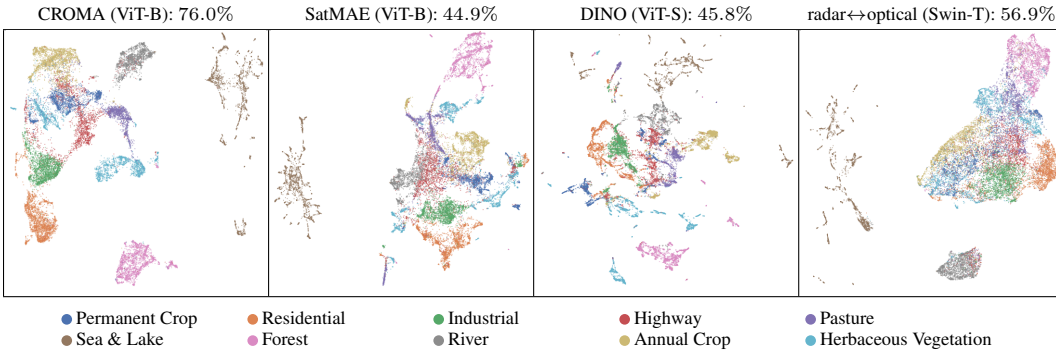 CROMA (ViT-B): 76.0% SatMAE (ViT-B): 44.9% DINO (ViT-S): 45.8% radar↔optical (Swin-T): 56.9%
Permanent Crop Residential Industrial Highway Pasture
Sea & Lake Forest River Annual Crop Herbaceous Vegetation